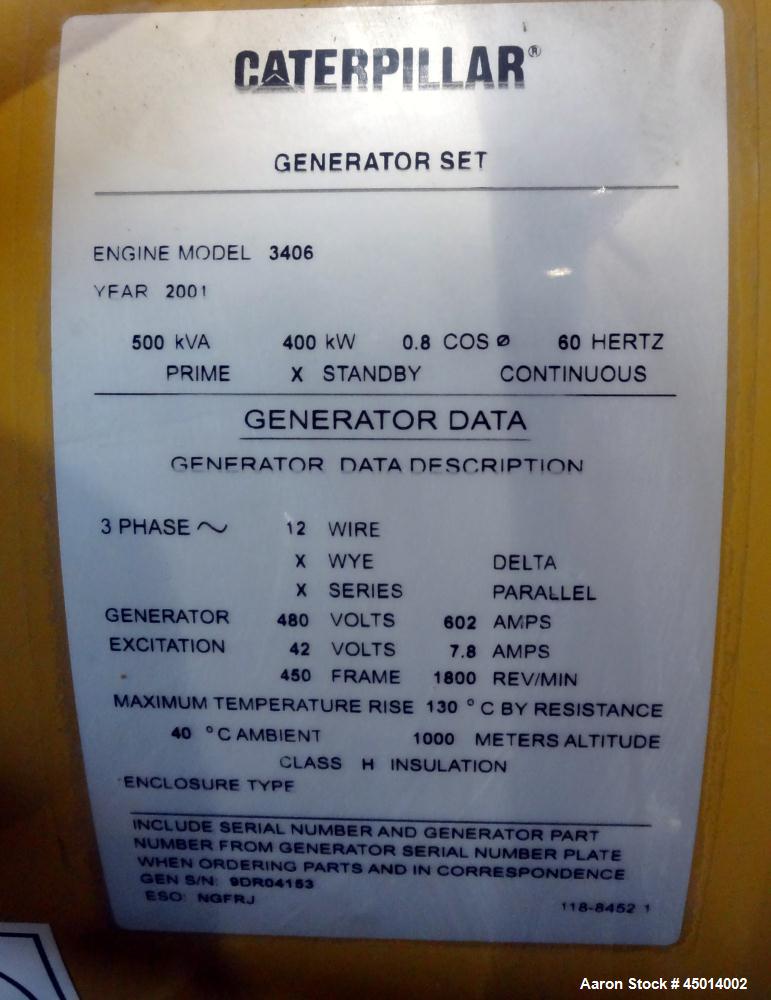 CATERPILLAR®
GENERATOR SET
ENGINE MODEL 3406
YEAR 2001
500 kVA 400 kW 0.8 COS ø 60 HERTZ
PRIME X STANDBY CONTINUOUS
GENERATOR DATA
GENERATOR DATA DESCRIPTION
3 PHASE ~ 12 WIRE
X WYE DELTA
X SERIES PARALLEL
GENERATOR 480 VOLTS 602 AMPS
EXCITATION 42 VOLTS 7.8 AMPS
450 FRAME 1800 REV/MIN
MAXIMUM TEMPERATURE RISE 130 °C BY RESISTANCE
40 °C AMBIENT 1000 METERS ALTITUDE
CLASS H INSULATION
ENCLOSURE TYPE
INCLUDE SERIAL NUMBER AND GENERATOR PART
NUMBER FROM GENERATOR SERIAL NUMBER PLATE
WHEN ORDERING PARTS AND IN CORRESPONDENCE
GEN S/N: 9DR04153
ESO: NGFRJ
118-8452 1
Aaron Stock # 45014002